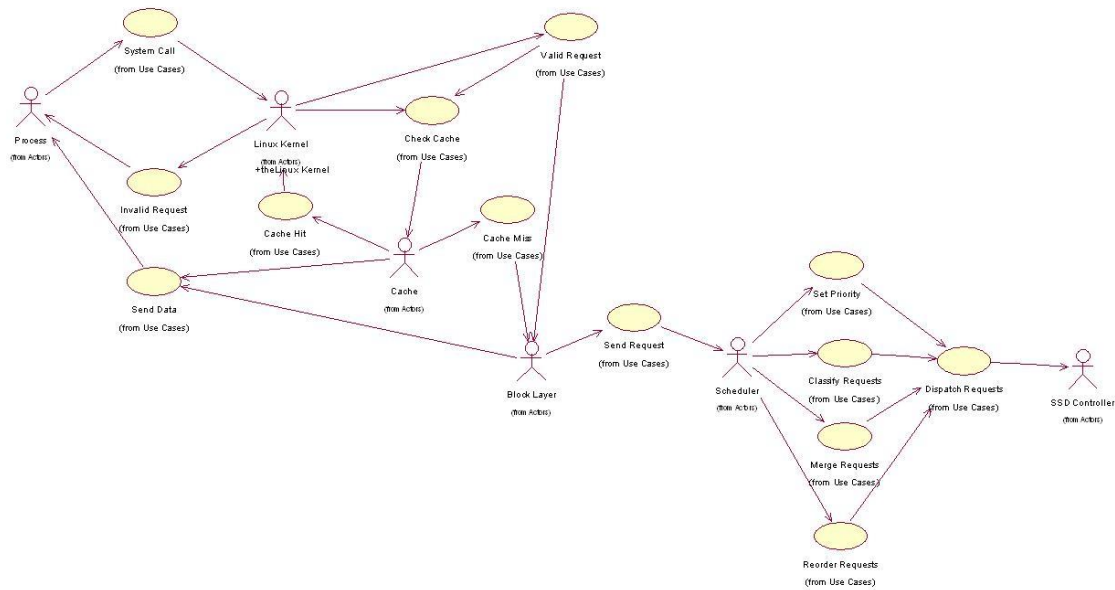 System Call
(from Use Cases)
Valid Request
(from Use Cases)
Process
(from Actors)
Linux Kernel
(from Actors)
+theLinux Kernel
Check Cache
(from Use Cases)
Invalid Request
(from Use Cases)
Cache Hit
(from Use Cases)
Cache Miss
(from Use Cases)
Send Data
(from Use Cases)
Cache
(from Actors)
Set Priority
(from Use Cases)
Send Request
(from Use Cases)
Block Layer
(from Actors)
Scheduler
(from Actors)
Classify Requests
(from Use Cases)
Dispatch Requests
(from Use Cases)
SSD Controller
(from Actors)
Merge Requests
(from Use Cases)
Reorder Requests
(from Use Cases)